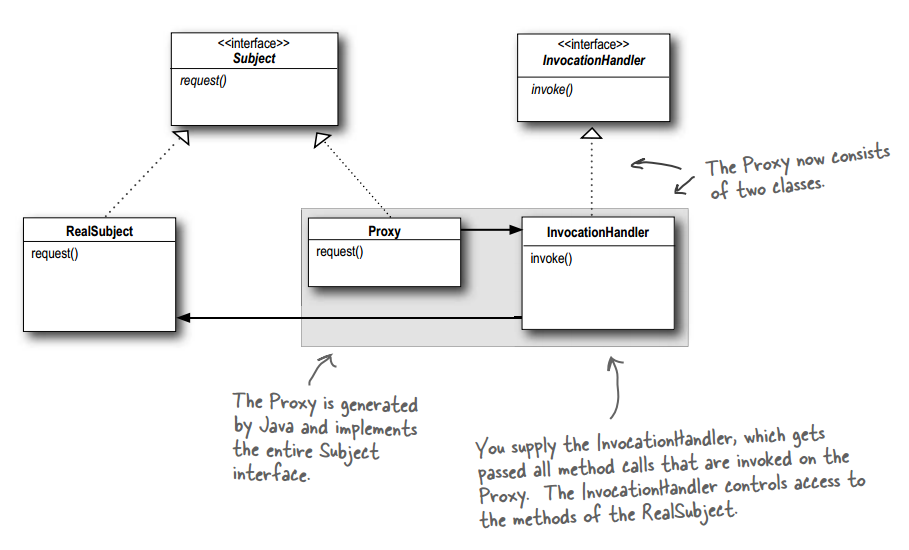 <<interface>>
Subject
request()
<<interface>>
InvocationHandler
invoke()
The Proxy now consists
of two classes.
RealSubject
request()
Proxy
request()
InvocationHandler
invoke()
The Proxy is generated
by Java and implements
the entire Subject
interface.
You supply the InvocationHandler, which gets
passed all method calls that are invoked on the
Proxy. The InvocationHandler controls access to
the methods of the RealSubject.